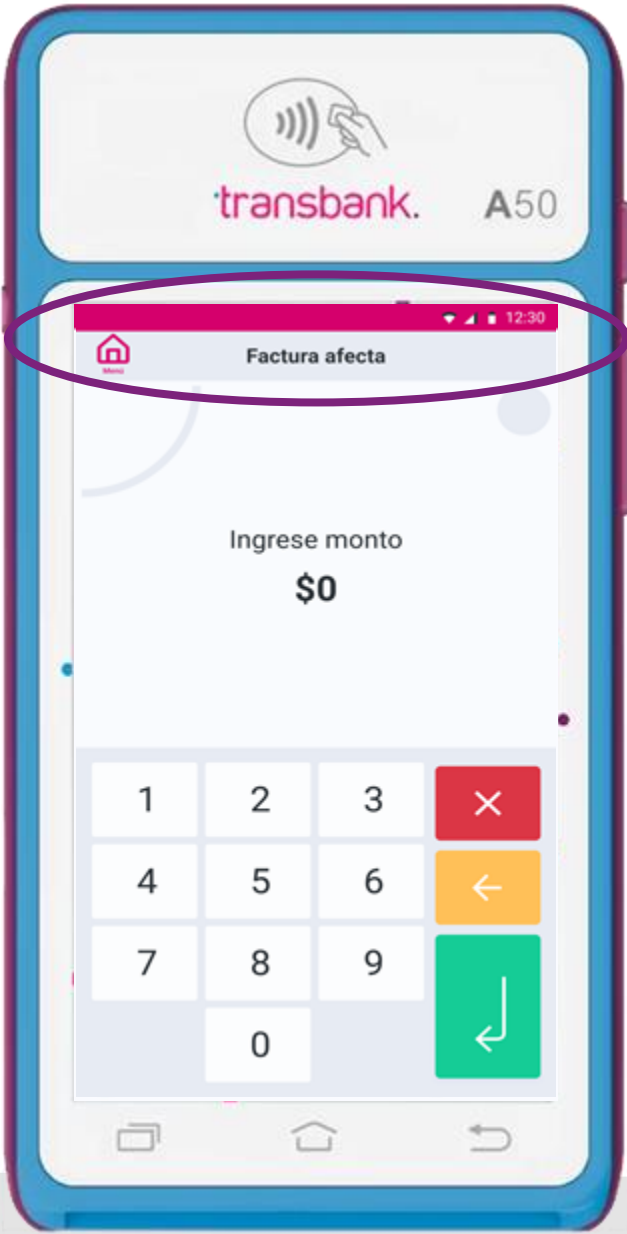 transbank.
A50
12:30
Menú
Factura afecta
Ingrese monto
$0
1 2 3
4 5 6
7 8 9
0